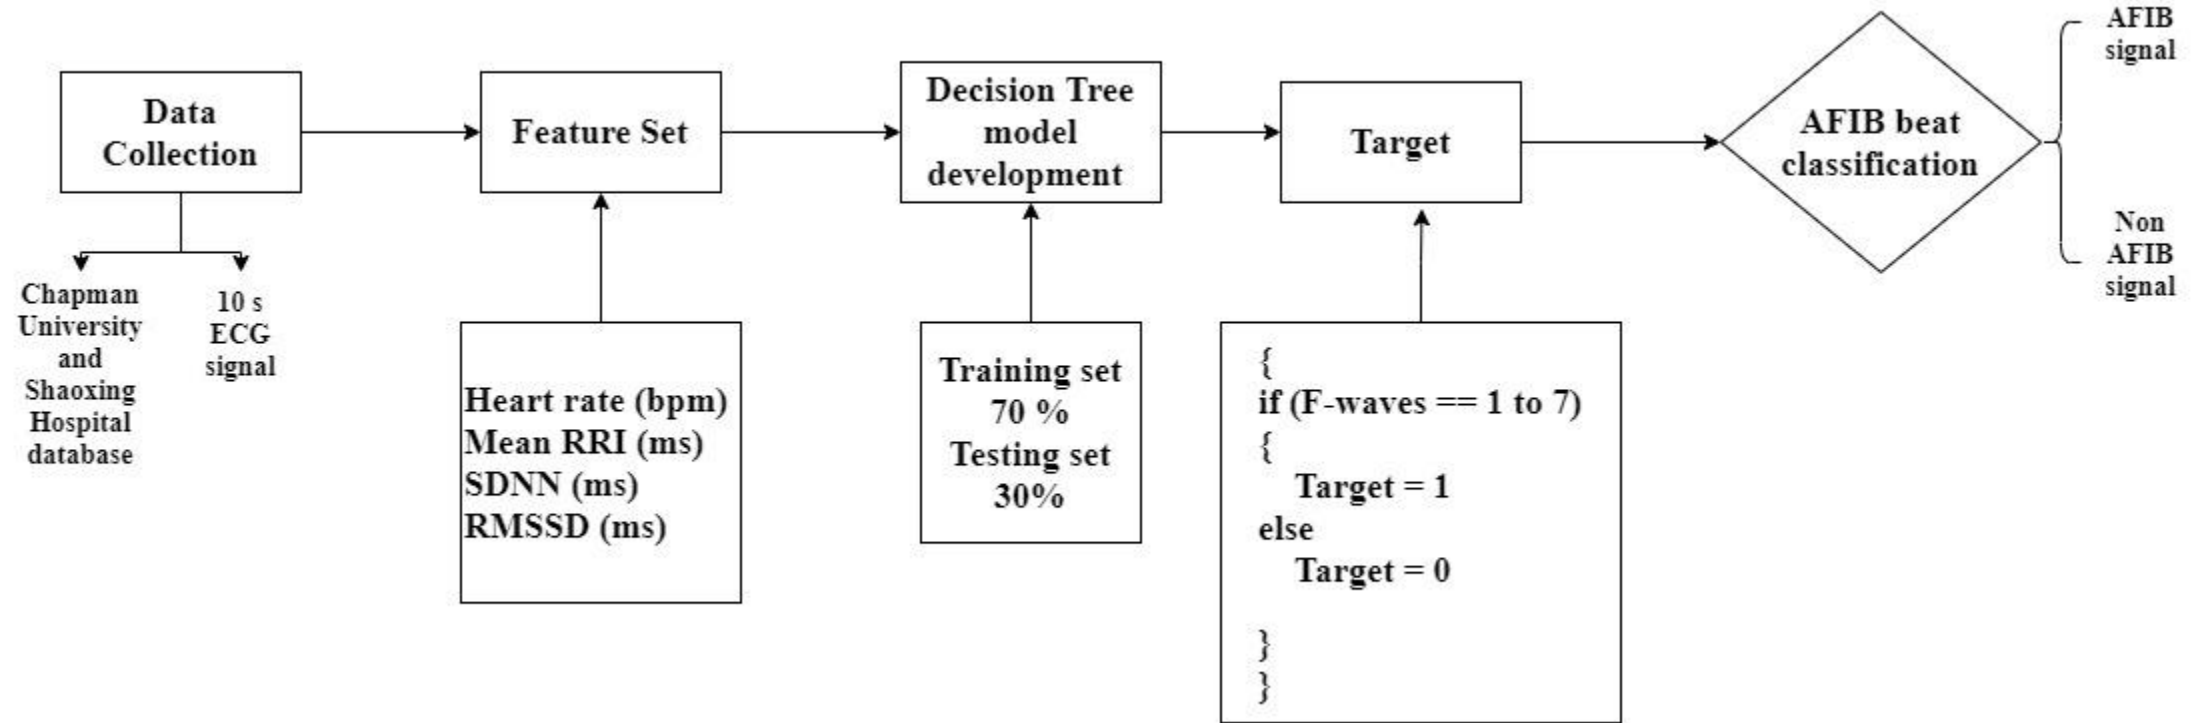 Data
Collection
Feature Set
Decision Tree
model
development
Target
AFIB beat
classification
AFIB
signal
Non
AFIB
signal
Chapman
University
and
Shaoxing
Hospital
database
10 s
ECG
signal
Heart rate (bpm)
Mean RRI (ms)
SDNN (ms)
RMSSD (ms)
Training set
70 %
Testing set
30%
{
if (F-waves == 1 to 7)
{
Target = 1
else
Target = 0
}
}